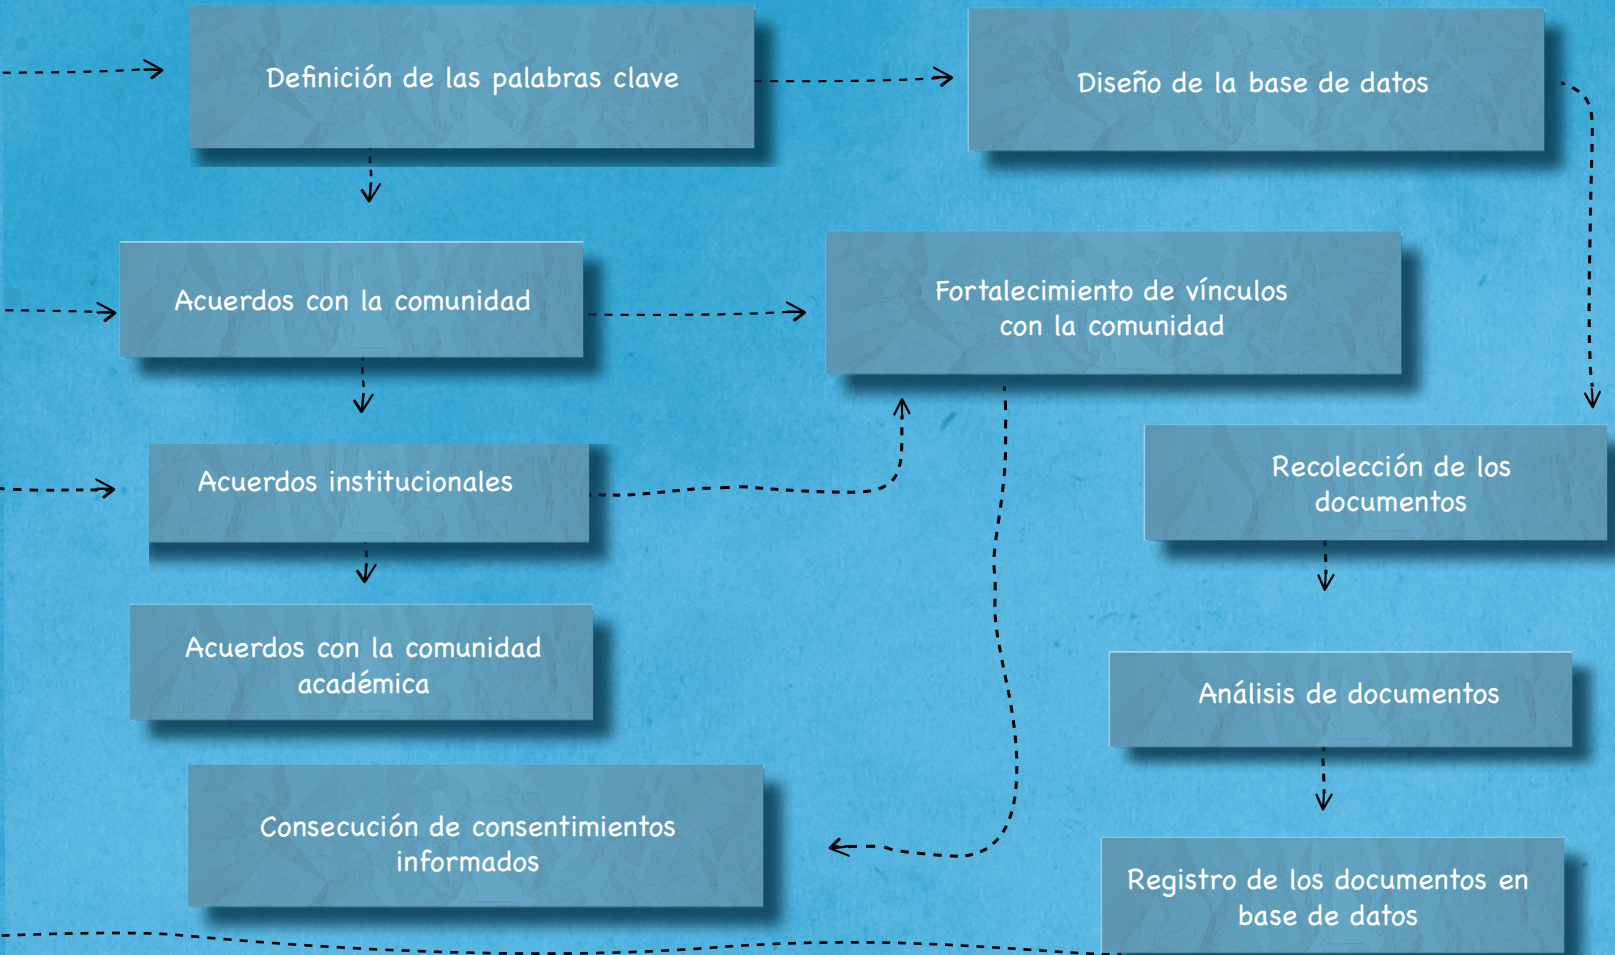 Definición de las palabras clave
Diseño de la base de datos
Acuerdos con la comunidad
Fortalecimiento de vínculos
con la comunidad
Acuerdos institucionales
Recolección de los
documentos
Acuerdos con la comunidad
académica
Análisis de documentos
Consecución de consentimientos
informados
Registro de los documentos en
base de datos